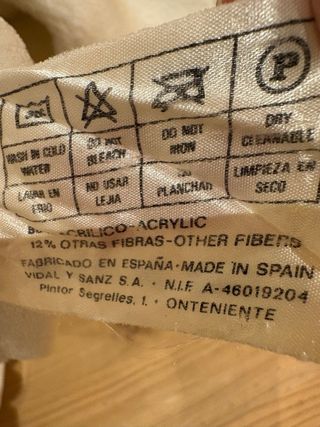 P
WASH IN COLD WATER
DO NOT BLEACH
DO NOT IRON
DRY CLEANABLE
LAVAR EN FRIO
NO USAR LEJIA
PLANCHAR
LIMPIEZA EN SECO
ACRILICO-ACRYLIC
12% OTRAS FIBRAS-OTHER FIBERS
FABRICADO EN ESPAÑA·MADE IN SPAIN
VIDAL Y SANZ S.A. · N.I.F. A-46019204
Pintor Segrelles, 1. · ONTENIENTE